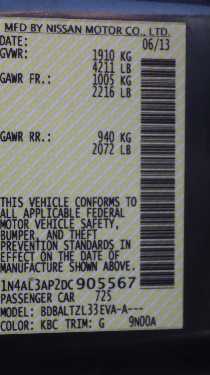 MFD BY NISSAN MOTOR CO., LTD.
DATE: 06/13
GVWR: 1910 KG
4211 LB
GAWR FR.: 1005 KG
2216 LB
GAWR RR.: 940 KG
2072 LB
THIS VEHICLE CONFORMS TO
ALL APPLICABLE FEDERAL
MOTOR VEHICLE SAFETY,
BUMPER, AND THEFT
PREVENTION STANDARDS IN
EFFECT ON THE DATE OF
MANUFACTURE SHOWN ABOVE.
1N4AL3AP2DC905567
PASSENGER CAR 725
MODEL: BDBALTZL33EVA-A---
COLOR: KBC TRIM: G 9N00A